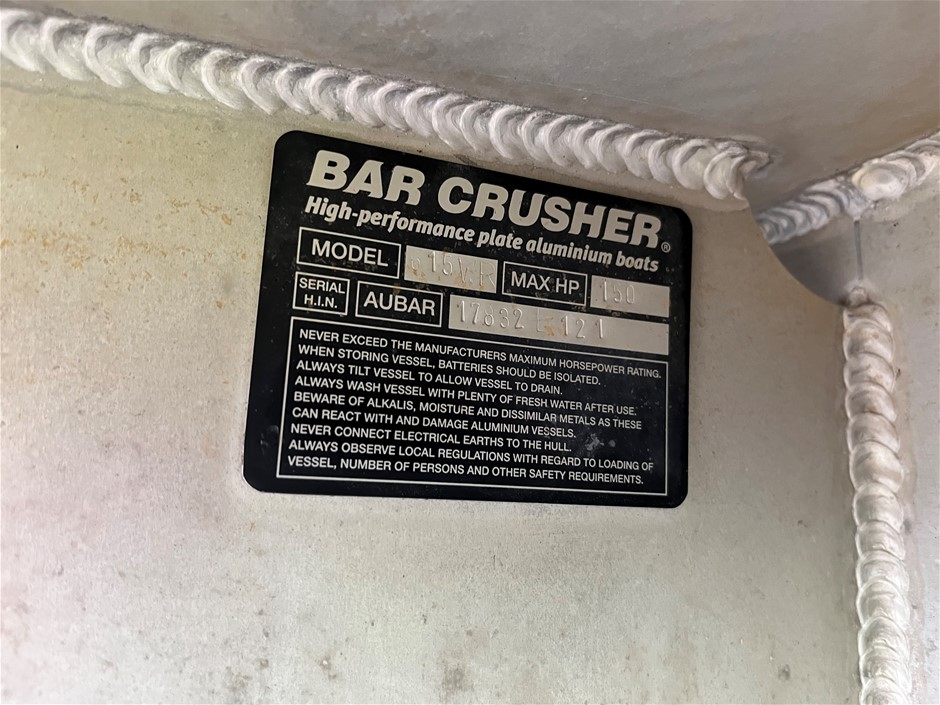 BAR CRUSHER®
High-performance plate aluminium boats
MODEL MAX HP 150
SERIAL H.I.N. AUBAR 121
NEVER EXCEED THE MANUFACTURERS MAXIMUM HORSEPOWER RATING.
WHEN STORING VESSEL, BATTERIES SHOULD BE ISOLATED.
ALWAYS TILT VESSEL TO ALLOW VESSEL TO DRAIN.
ALWAYS WASH VESSEL WITH PLENTY OF FRESH WATER AFTER USE.
BEWARE OF ALKALIS, MOISTURE AND DISSIMILAR METALS AS THESE
CAN REACT WITH AND DAMAGE ALUMINIUM VESSELS.
NEVER CONNECT ELECTRICAL EARTHS TO THE HULL.
ALWAYS OBSERVE LOCAL REGULATIONS WITH REGARD TO LOADING OF
VESSEL, NUMBER OF PERSONS AND OTHER SAFETY REQUIREMENTS.